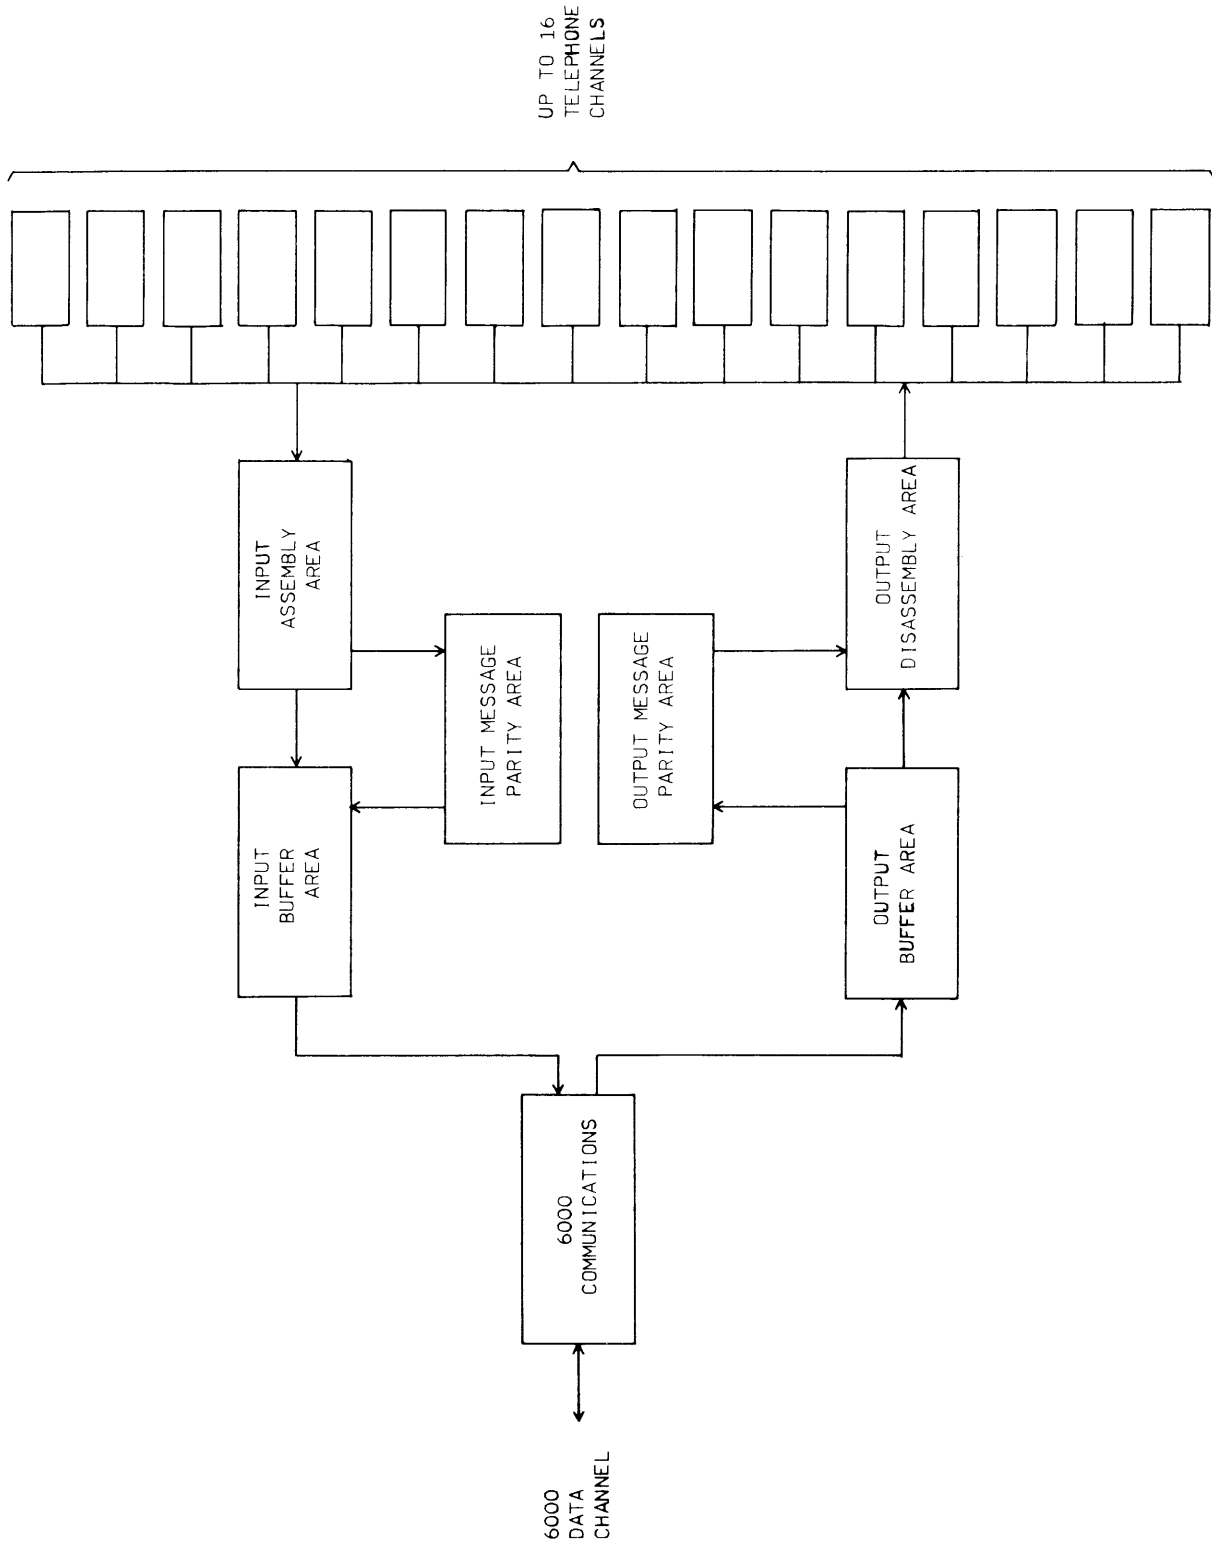 UP TO 16
TELEPHONE
CHANNELS
INPUT
ASSEMBLY
AREA
INPUT MESSAGE
PARITY AREA
OUTPUT MESSAGE
PARITY AREA
OUTPUT
DISASSEMBLY AREA
INPUT
BUFFER
AREA
OUTPUT
BUFFER AREA
6000
COMMUNICATIONS
6000
DATA
CHANNEL